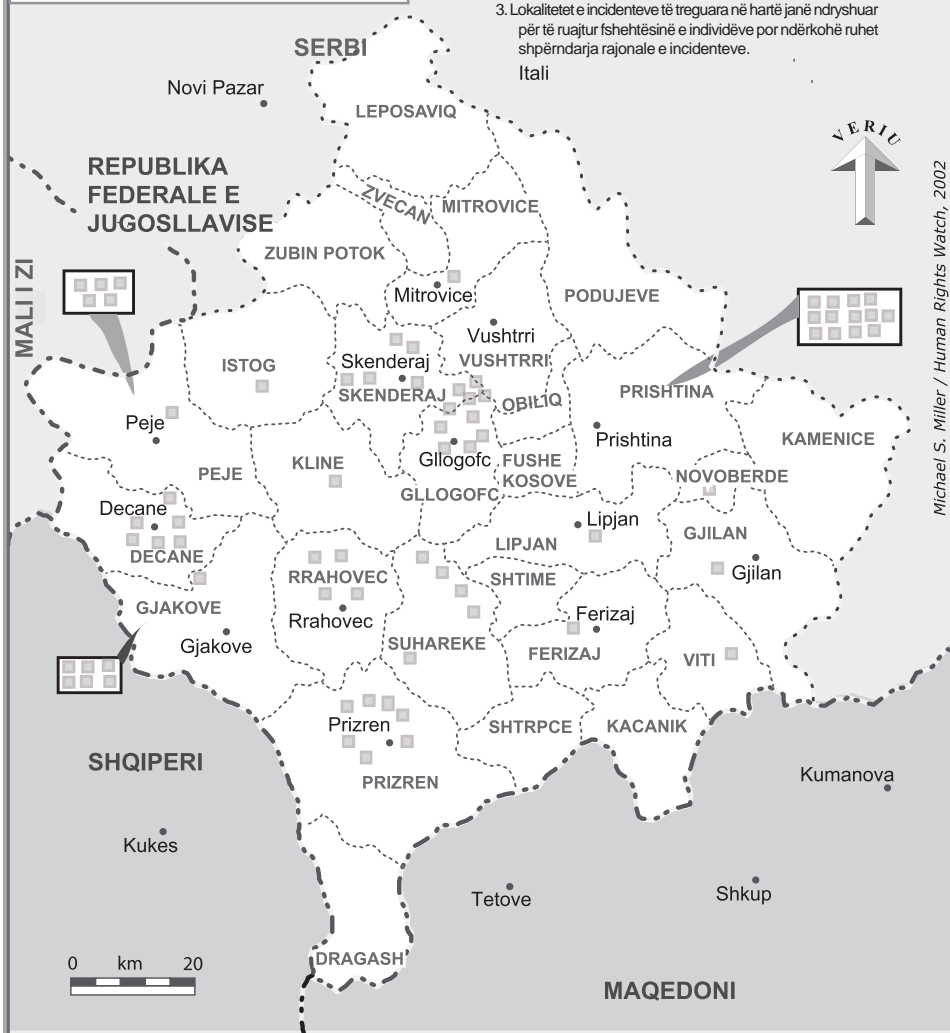 3. Lokalitetet e incidenteve të treguara në hartë janë ndryshuar
për të ruajtur fshehtësinë e individëve por ndërkohë ruhet
shpërndarja rajonale e incidenteve.
SERBI
Itali
Novi Pazar
LEPOSAVIQ
VERIU
REPUBLIKA
FEDERALE E
JUGOSLLAVISE
ZVECAN
MITROVICE
ZUBIN POTOK
MALI I ZI
Mitrovice
PODUJEVE
Vushtrri
VUSHTRRI
ISTOG
Skenderaj
SKENDERAJ
OBILIQ
PRISHTINA
Peje
Prishtina
KAMENICE
PEJE
KLINE
Gllogofc
GLLOGOFC
FUSHE
KOSOVE
NOVOBERDE
Decane
DECANE
Lipjan
LIPJAN
GJILAN
Gjilan
RRAHOVEC
Rrahovec
SHTIME
GJAKOVE
Gjakove
Ferizaj
FERIZAJ
SUHAREKE
VITI
Prizren
PRIZREN
SHTRPCE
KACANIK
SHQIPERI
Kumanova
Kukes
Tetove
Shkup
DRAGASH
0 km 20
MAQEDONI
Michael S. Miller / Human Rights Watch, 2002